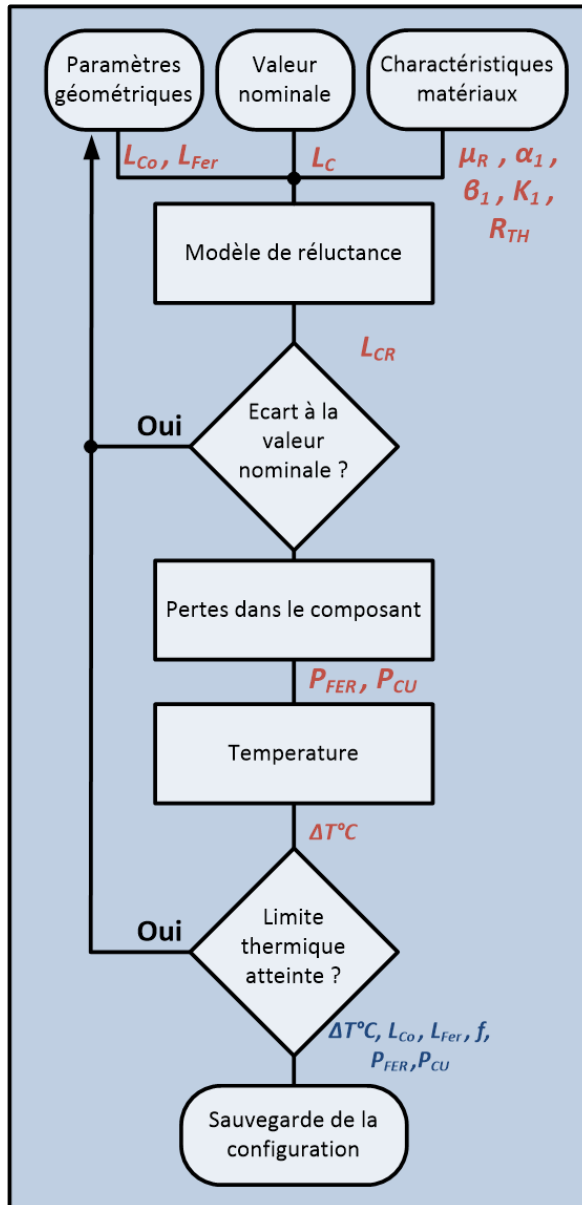 Paramètres
géométriques
Valeur
nominale
Charactéristiques
matériaux
L_Co, L_Fer
L_C
μ_R, α_1,
β_1, K_1,
R_TH
Modèle de réluctance
L_CR
Oui
Ecart à la
valeur
nominale ?
Pertes dans le composant
P_FER, P_CU
Temperature
ΔT°C
Oui
Limite
thermique
atteinte ?
ΔT°C, L_Co, L_Fer, f,
P_FER,P_CU
Sauvegarde de la
configuration